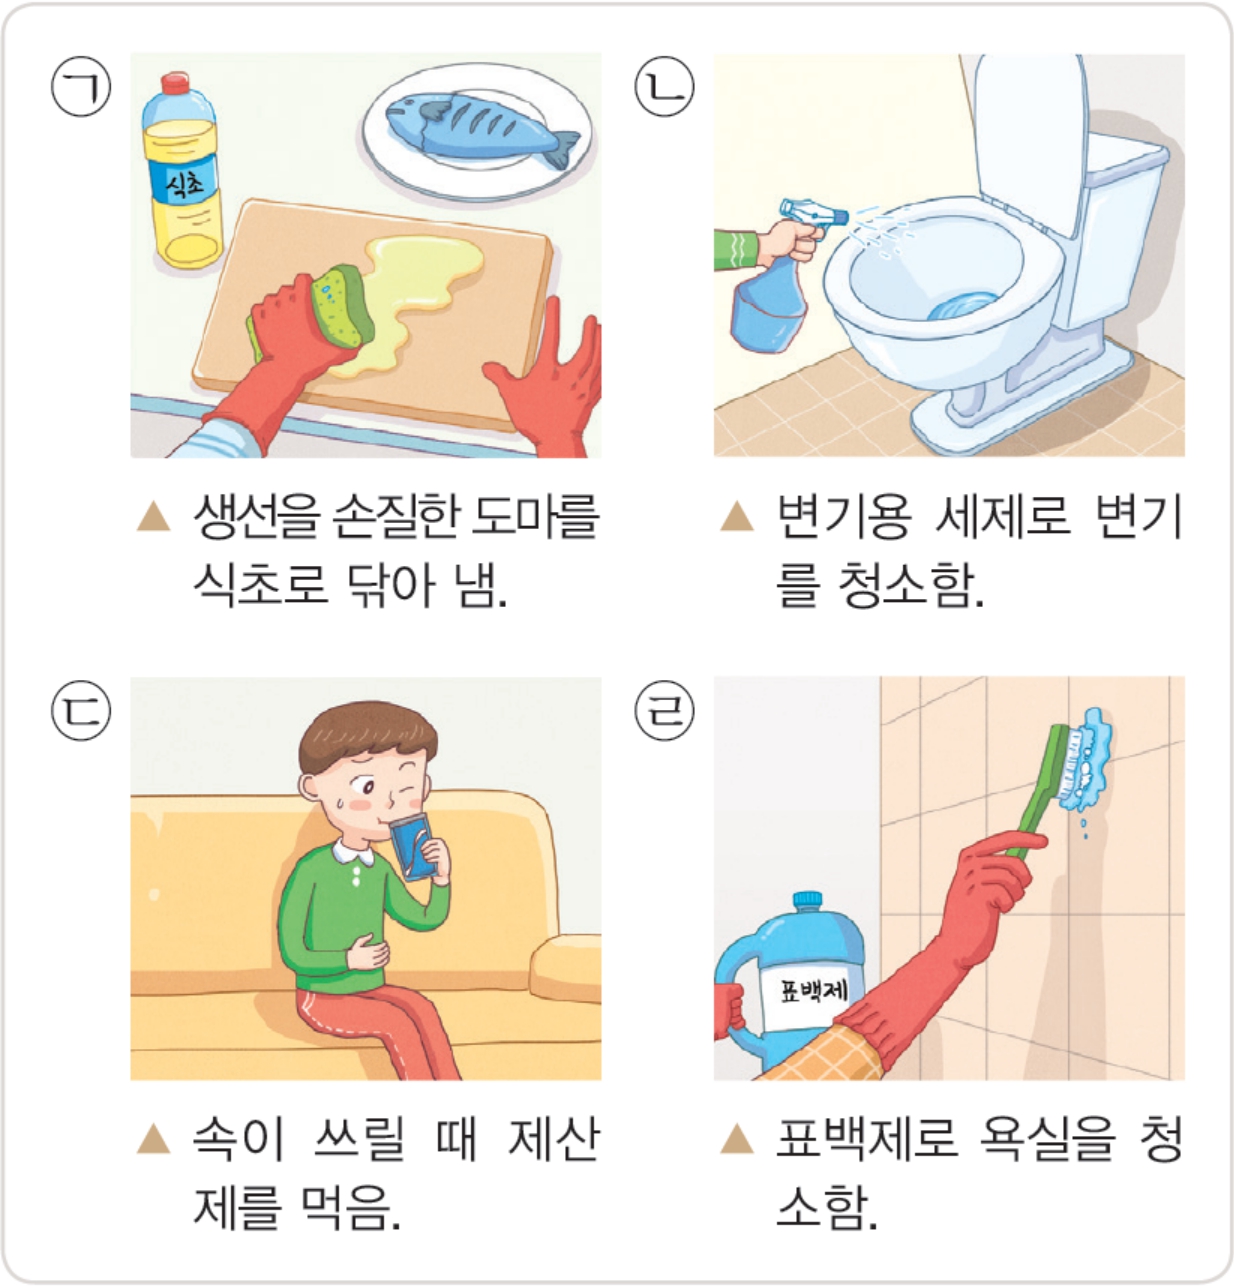 ㉠
식초
㉡
▲ 생선을 손질한 도마를
식초로 닦아 냄.
▲ 변기용 세제로 변기
를 청소함.
㉢
㉣
표백제
▲ 속이 쓰릴 때 제산
제를 먹음.
▲ 표백제로 욕실을 청
소함.